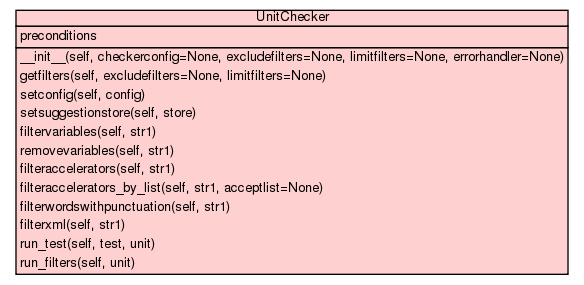 UnitChecker
preconditions
__init__(self, checkerconfig=None, excludefilters=None, limitfilters=None, errorhandler=None)
getfilters(self, excludefilters=None, limitfilters=None)
setconfig(self, config)
setsuggestionstore(self, store)
filtervariables(self, str1)
removevariables(self, str1)
filteraccelerators(self, str1)
filteraccelerators_by_list(self, str1, acceptlist=None)
filterwordswithpunctuation(self, str1)
filterxml(self, str1)
run_test(self, test, unit)
run_filters(self, unit)